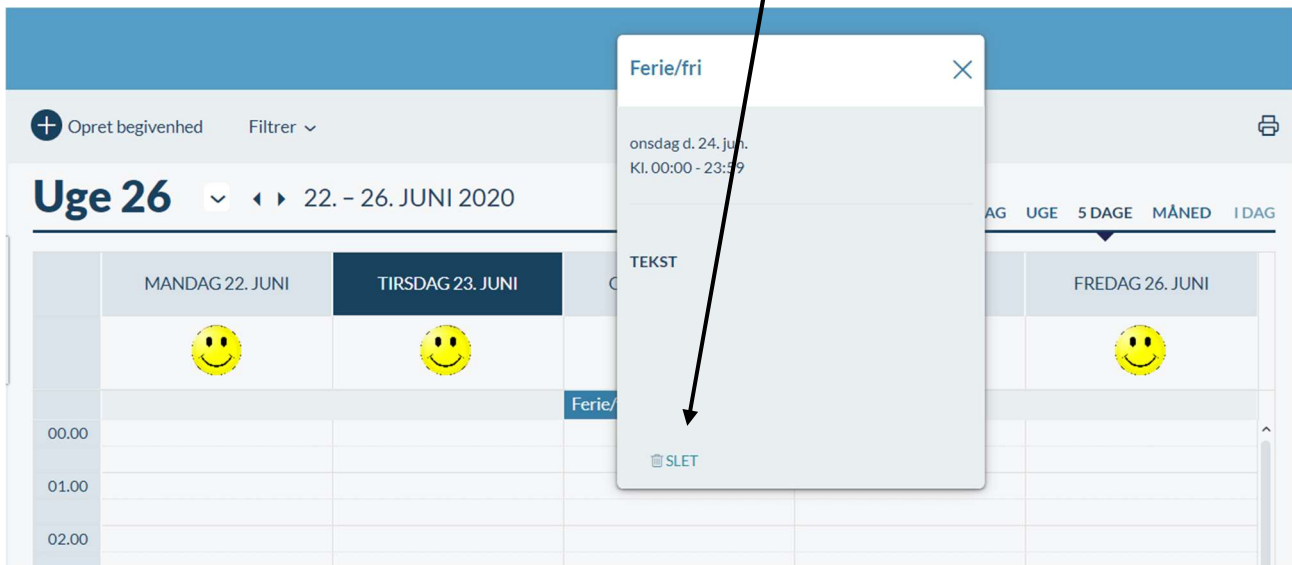 Ferie/fri
Opret begivenhed Filtrer
onsdag d. 24. jun.
Kl. 00:00 - 23:59
Uge 26 22. – 26. JUNI 2020
UGE 5 DAGE MÅNED I DAG
TEKST
MANDAG 22. JUNI TIRSDAG 23. JUNI FREDAG 26. JUNI
Ferie/
00.00
SLET
01.00
02.00